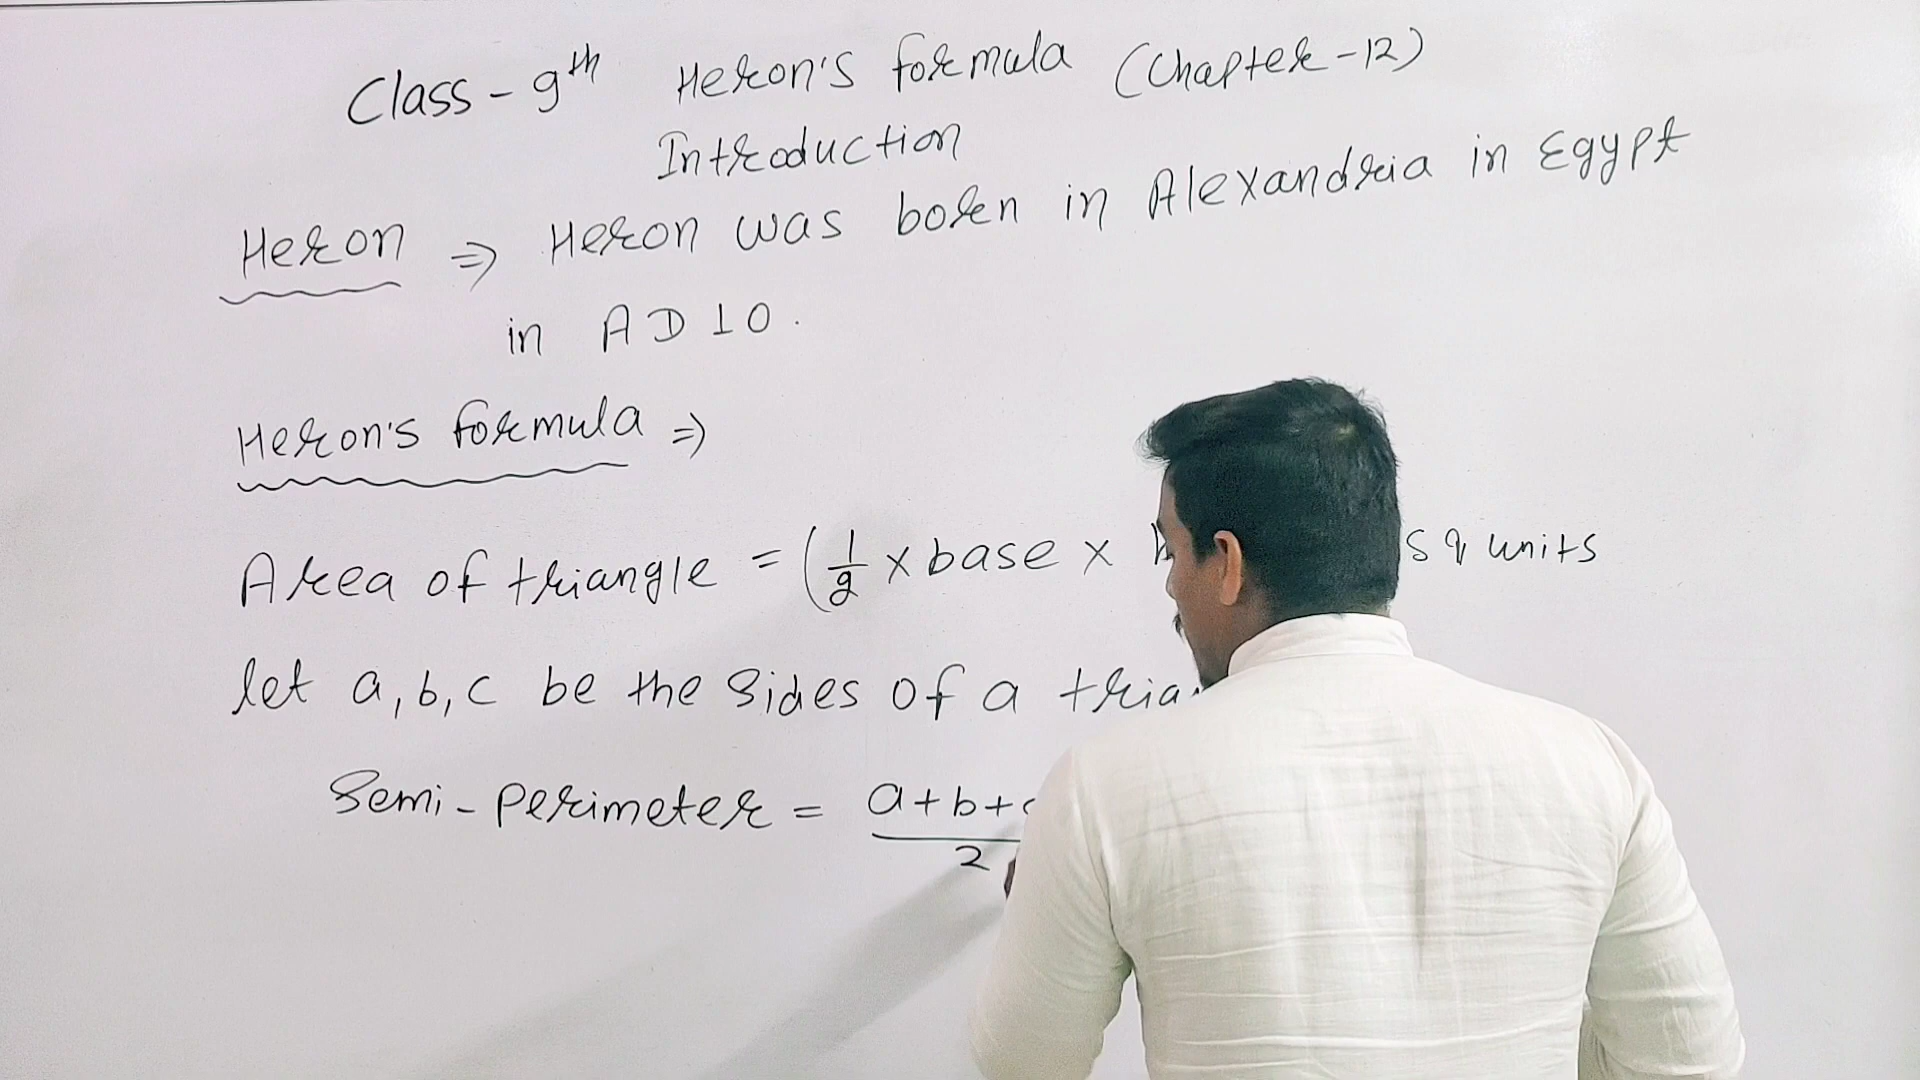 Class - 9th Heron's formula (Chapter-12)
Introduction
Heron ⇒ Heron was born in Alexandria in Egypt
in AD 10.
Heron's formula ⇒
Area of triangle = (1/2 × base × sq units
let a, b, c be the sides of a
Semi-Perimeter = a+b+c/2